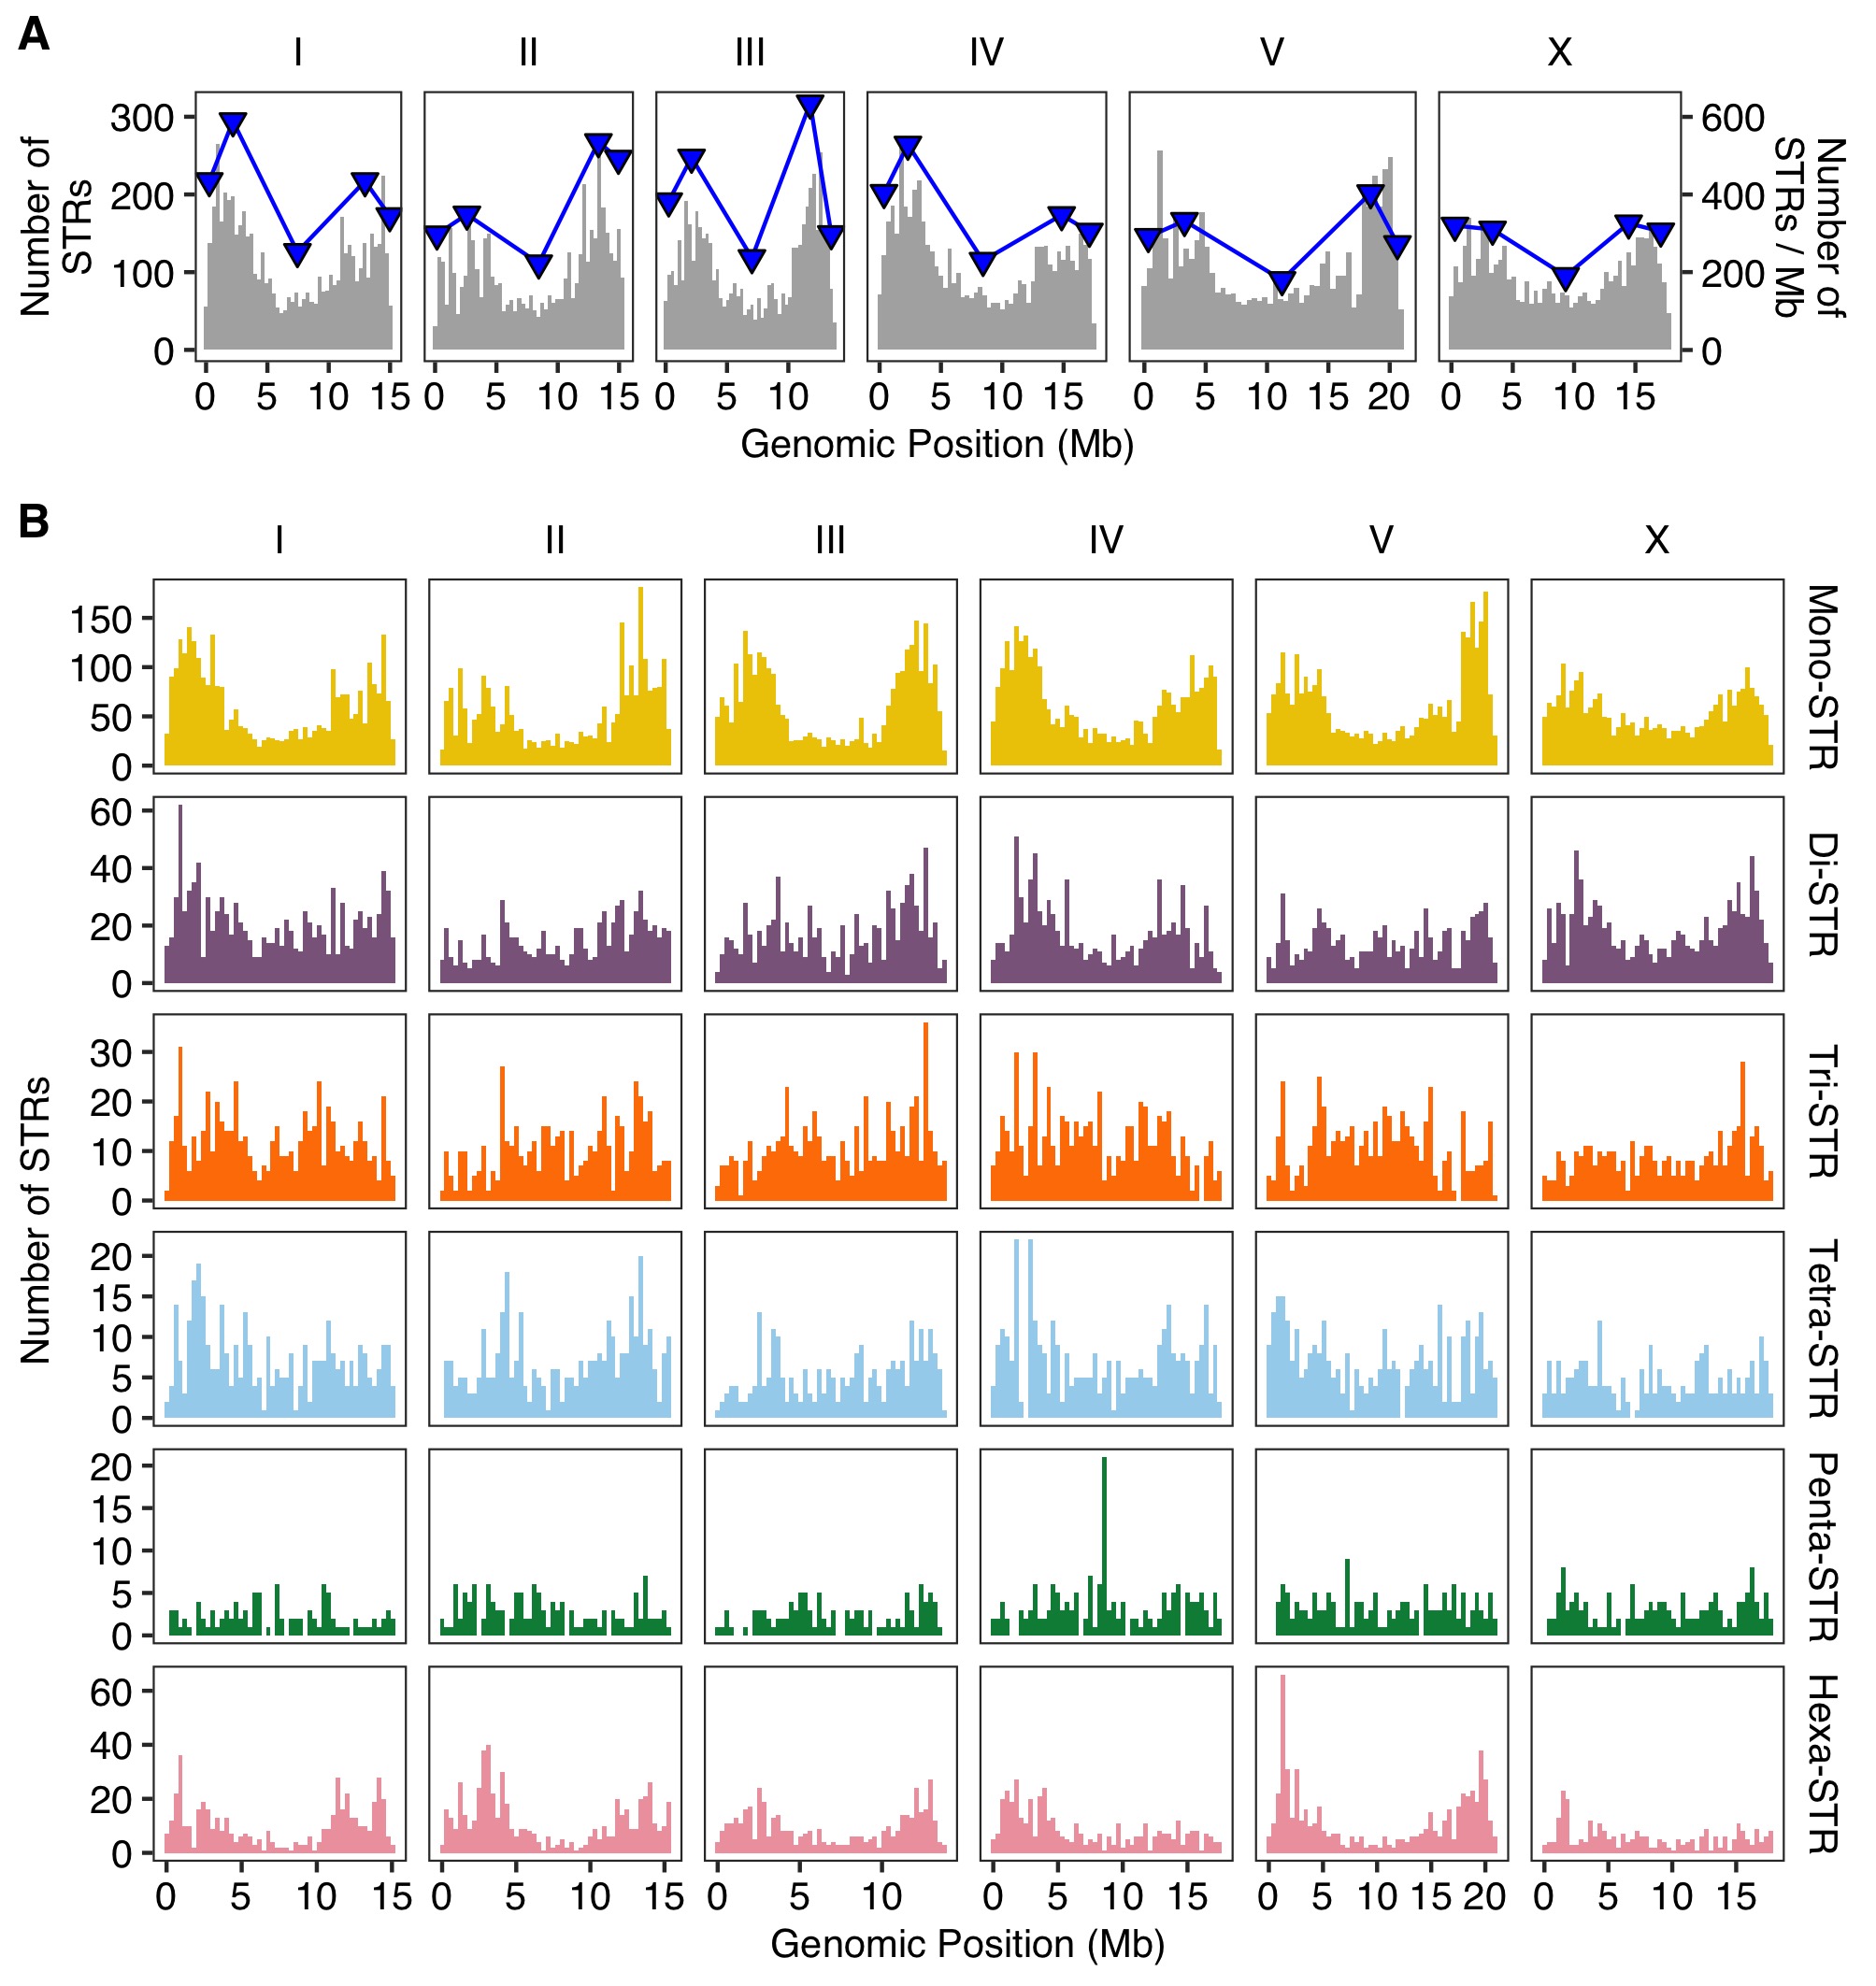 A
I II III IV V X
Number of
STRs
300
200
100
0
600
400
200
0
Number of
STRs / Mb
0 5 10 15 0 5 10 15 0 5 10 0 5 10 15 0 5 10 15 20 0 5 10 15
Genomic Position (Mb)
B
I II III IV V X
Number of STRs
150
100
50
0
Mono-STR
60
40
20
0
Di-STR
30
20
10
0
Tri-STR
20
15
10
5
0
Tetra-STR
20
15
10
5
0
Penta-STR
60
40
20
0
Hexa-STR
0 5 10 15 0 5 10 15 0 5 10 0 5 10 15 0 5 10 15 20 0 5 10 15
Genomic Position (Mb)